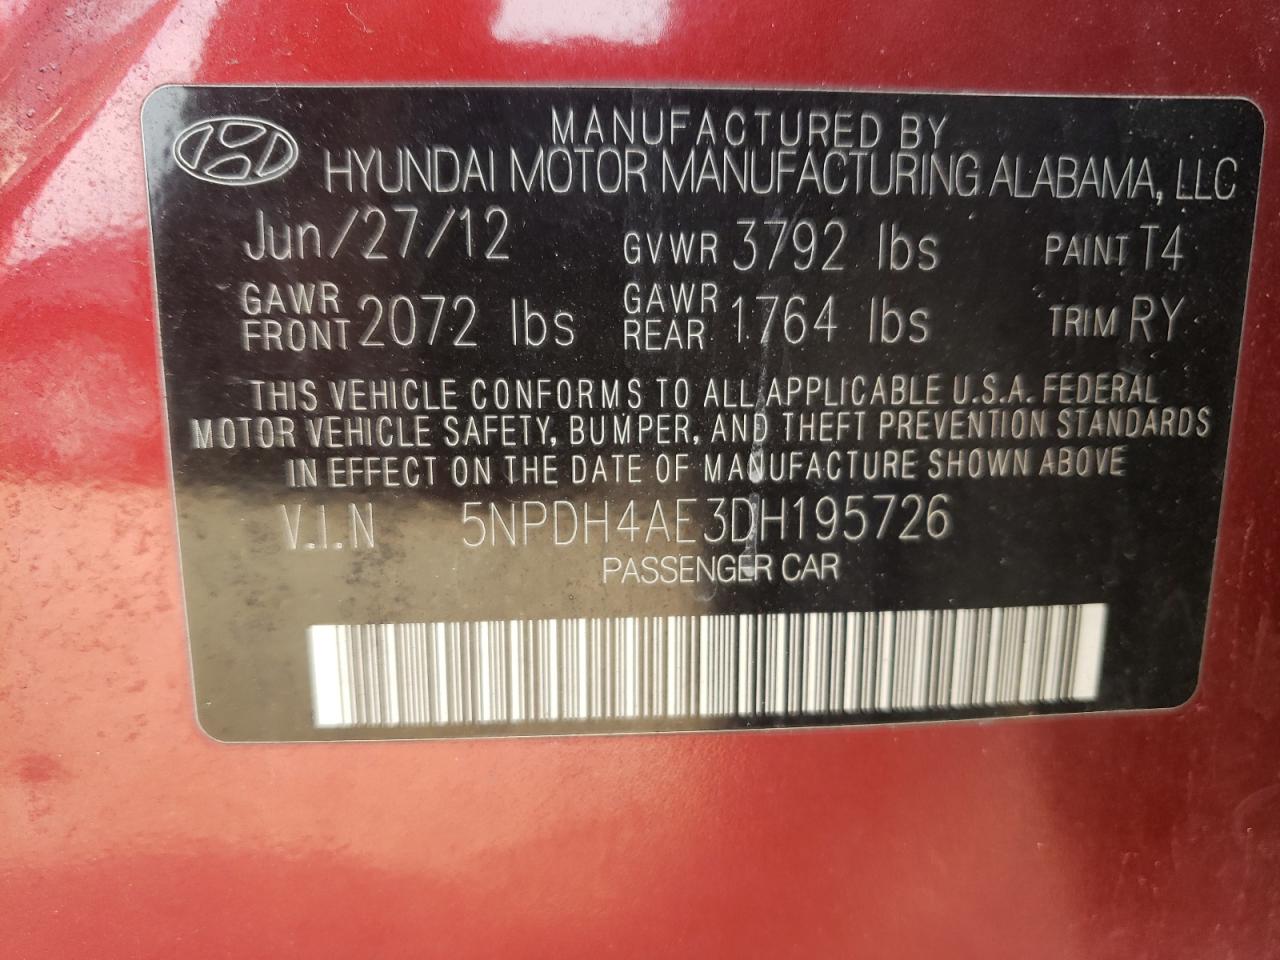 MANUFACTURED BY
HYUNDAI MOTOR MANUFACTURING ALABAMA, LLC
Jun/27/12 GVWR 3792 lbs PAINT T4
GAWR FRONT 2072 lbs GAWR REAR 1764 lbs TRIM RY
THIS VEHICLE CONFORMS TO ALL APPLICABLE U.S.A. FEDERAL
MOTOR VEHICLE SAFETY, BUMPER, AND THEFT PREVENTION STANDARDS
IN EFFECT ON THE DATE OF MANUFACTURE SHOWN ABOVE
V.I.N 5NPDH4AE3DH195726
PASSENGER CAR